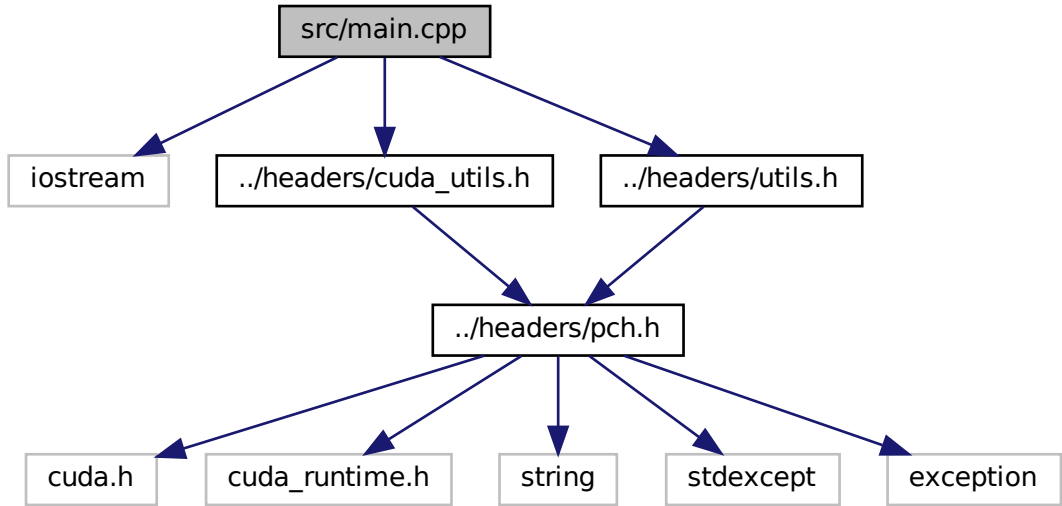 src/main.cpp
iostream
../headers/cuda_utils.h
../headers/utils.h
../headers/pch.h
cuda.h
cuda_runtime.h
string
stdexcept
exception